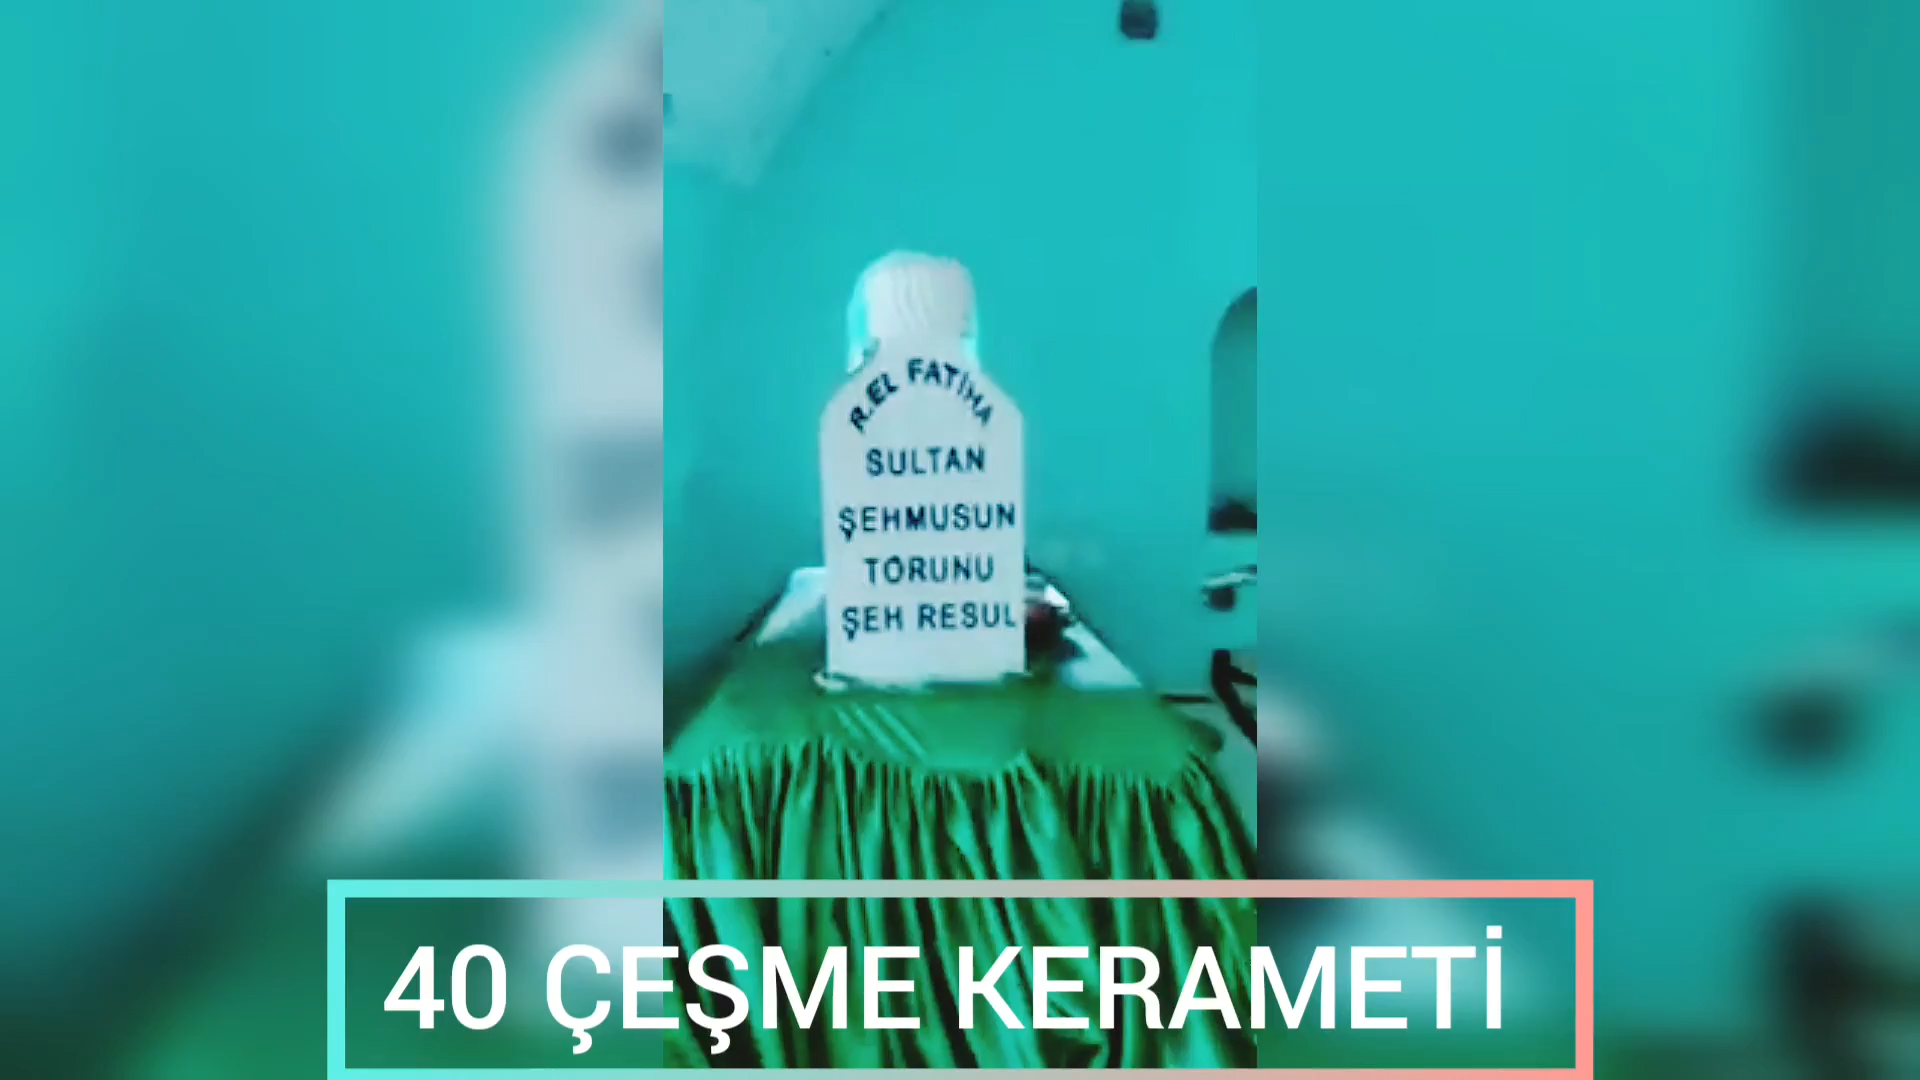 R.EL FATİHA
SULTAN
ŞEHMUSUN
TORUNU
ŞEH RESUL
40 ÇEŞME KERAMETİ